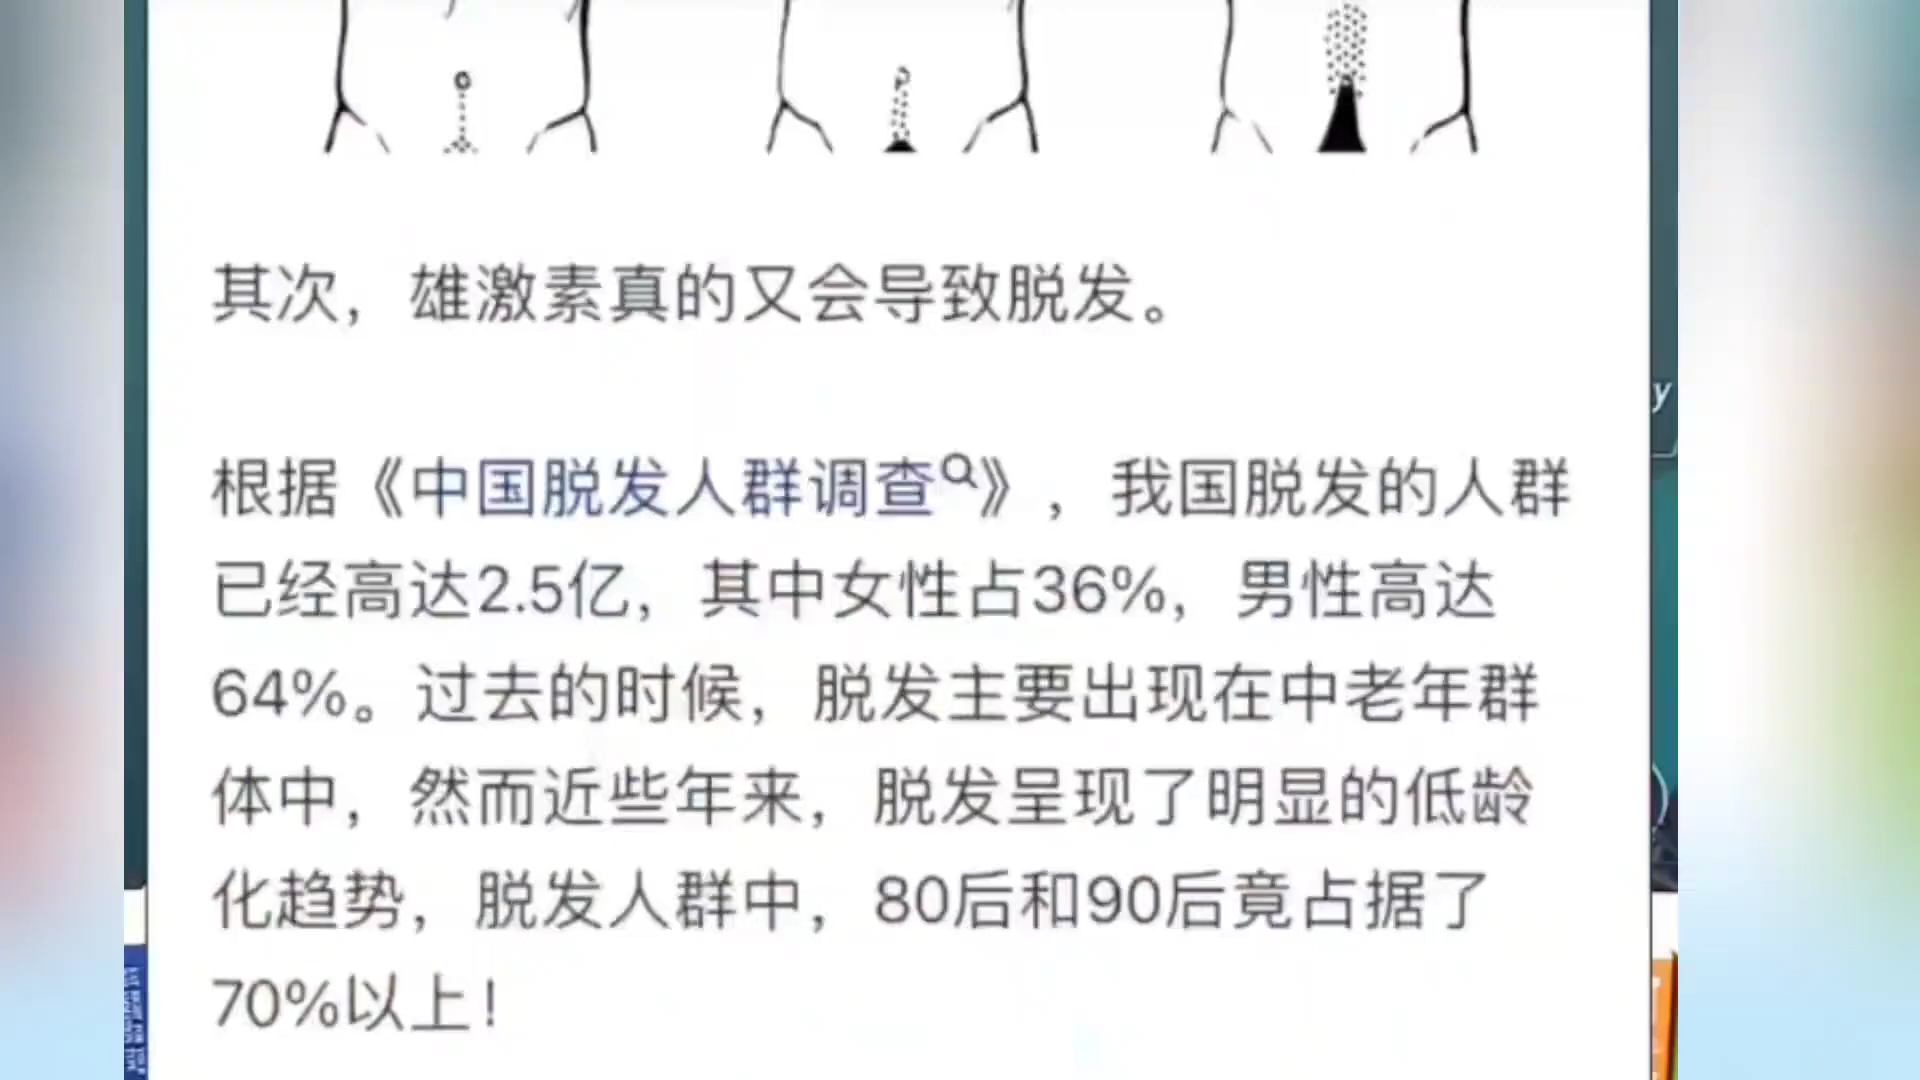 其次，雄激素真的又会导致脱发。
根据《中国脱发人群调查》，我国脱发的人群
已经高达2.5亿，其中女性占36%，男性高达
64%。过去的时候，脱发主要出现在中老年群
体中，然而近些年来，脱发呈现了明显的低龄
化趋势，脱发人群中，80后和90后竟占据了
70%以上！
y